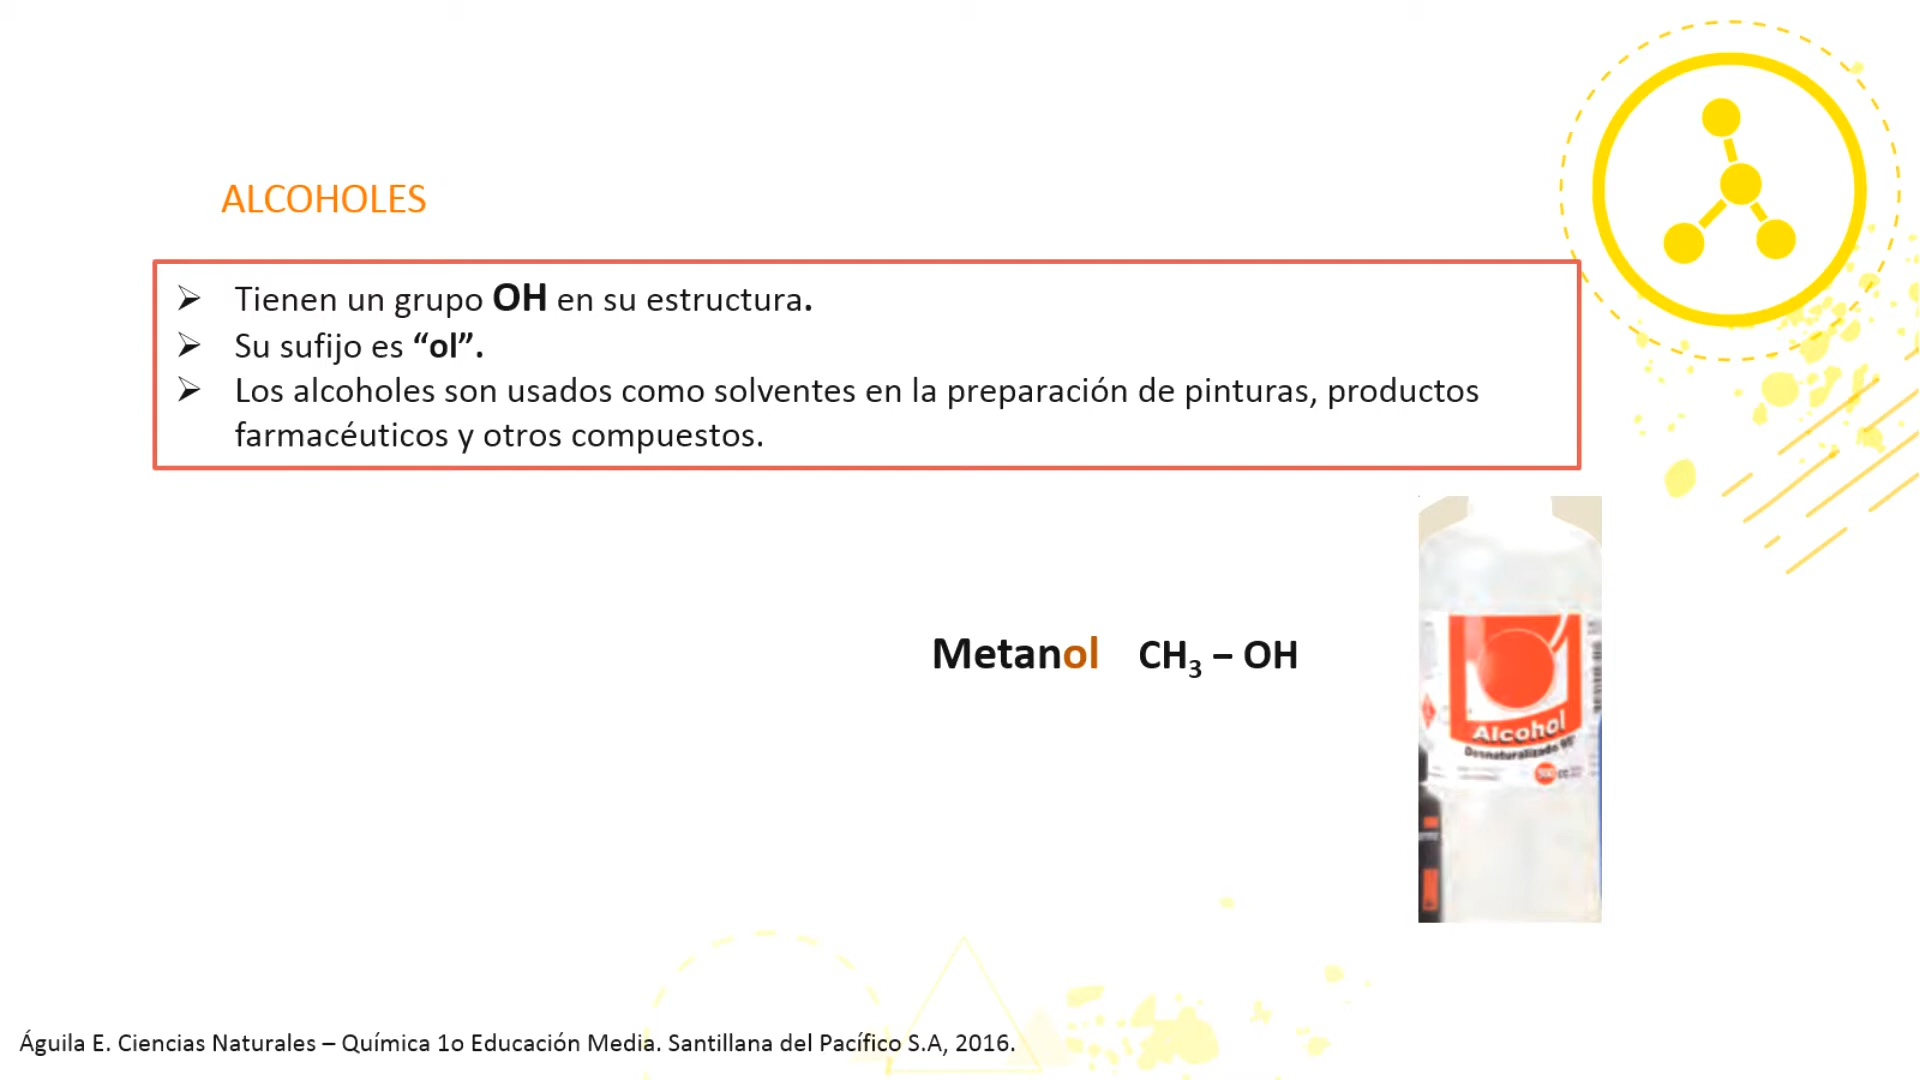 ALCOHOLES
➢ Tienen un grupo OH en su estructura.
➢ Su sufijo es “ol”.
➢ Los alcoholes son usados como solventes en la preparación de pinturas, productos
farmacéuticos y otros compuestos.
Metanol CH₃ – OH
Alcohol
Desnaturalizado 95°
Águila E. Ciencias Naturales – Química 1o Educación Media. Santillana del Pacífico S.A, 2016.